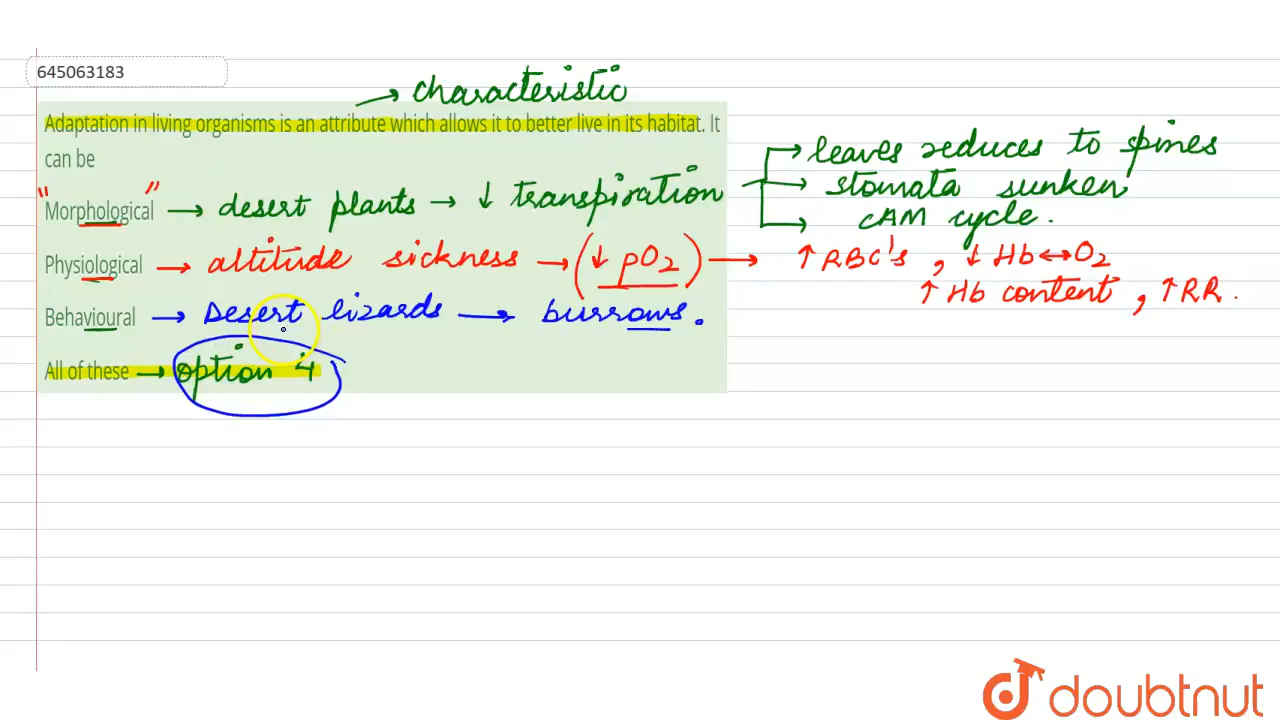 645063183
→ characteristic
Adaptation in living organisms is an attribute which allows it to better live in its habitat. It
can be
"Morphological" → desert plants → ↓ transpiration
→ leaves reduces to spines
→ stomata sunken
→ CAM cycle.
Physiological → altitude sickness → (↓ pO2) → ↑ RBC's, ↓ Hb↔O2
↑ Hb content, ↑RR.
Behavioural → Desert lizards → burrows.
All of these → option 4
doubtnut